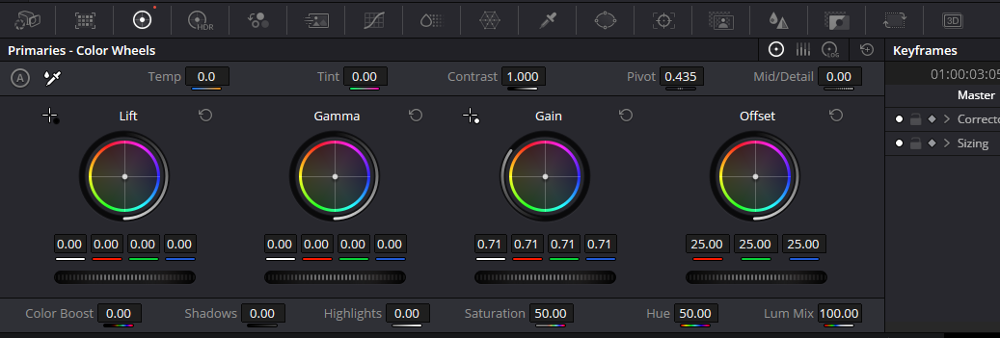 HDR
Primaries - Color Wheels
LOG
Keyframes
3D
A
Temp 0.0 Tint 0.00 Contrast 1.000 Pivot 0.435 Mid/Detail 0.00
01:00:03:05
Master
Lift Gamma Gain Offset
Correcto
Sizing
0.00 0.00 0.00 0.00 0.00 0.00 0.00 0.00 0.71 0.71 0.71 0.71 25.00 25.00 25.00
Color Boost 0.00 Shadows 0.00 Highlights 0.00 Saturation 50.00 Hue 50.00 Lum Mix 100.00